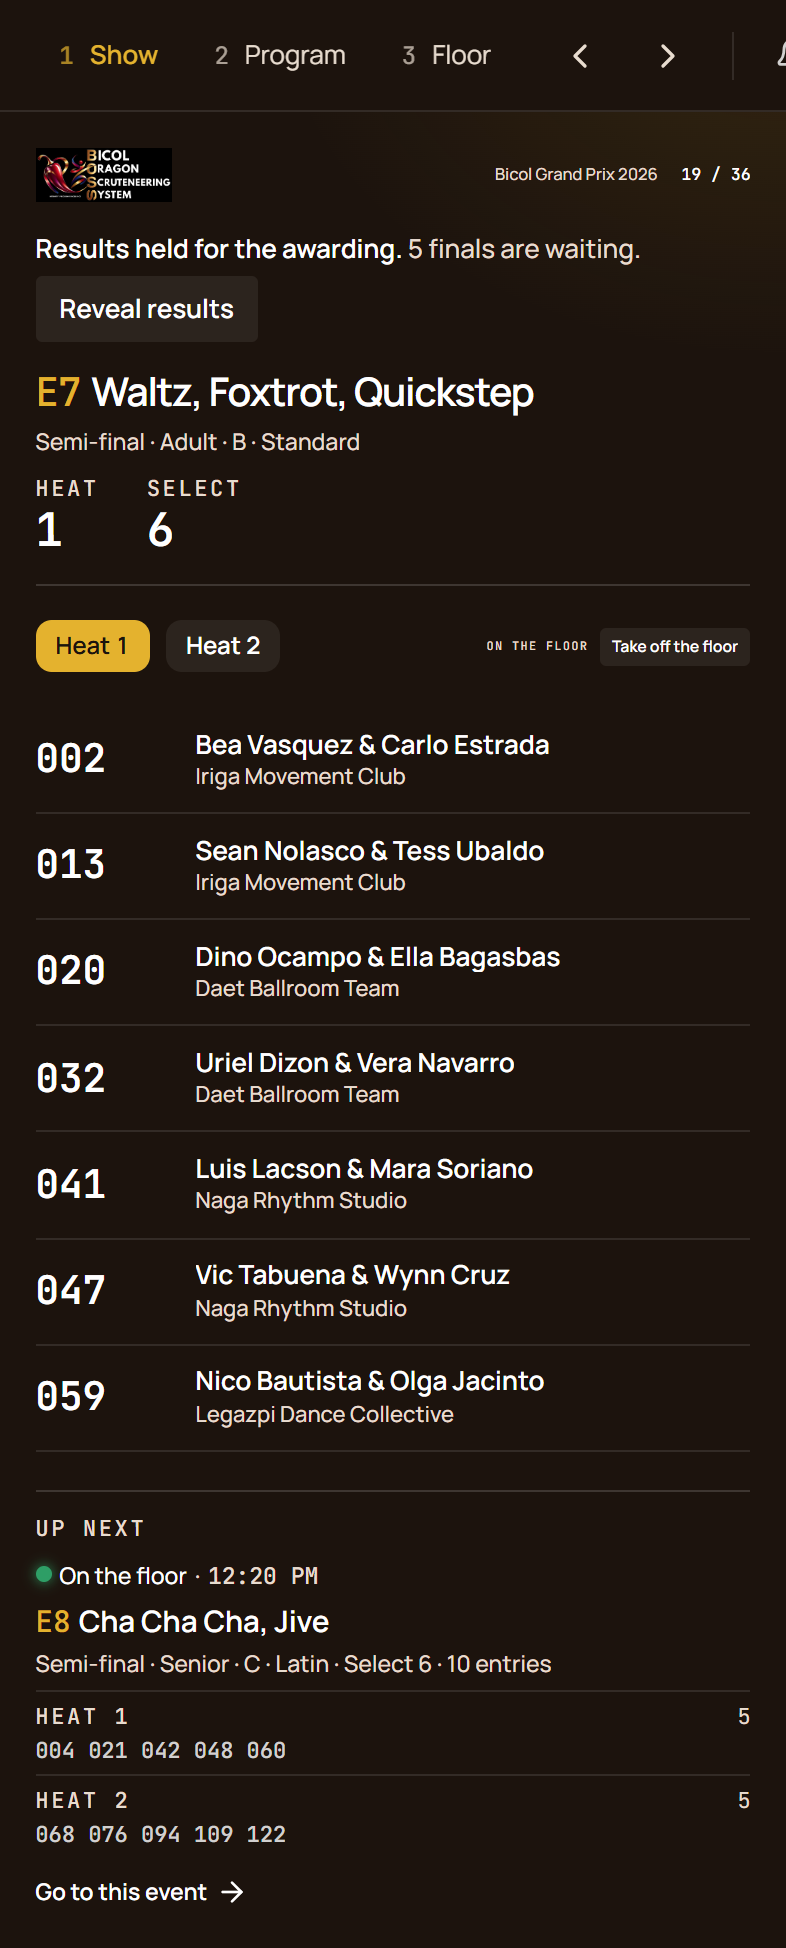 1 Show 2 Program 3 Floor
BICOL
DRAGON
SCRUTENEERING
SYSTEM
Bicol Grand Prix 2026 19 / 36
Results held for the awarding. 5 finals are waiting.
Reveal results
E7 Waltz, Foxtrot, Quickstep
Semi-final · Adult · B · Standard
HEAT SELECT
1 6
Heat 1 Heat 2 ON THE FLOOR Take off the floor
002 Bea Vasquez & Carlo Estrada
Iriga Movement Club
013 Sean Nolasco & Tess Ubaldo
Iriga Movement Club
020 Dino Ocampo & Ella Bagasbas
Daet Ballroom Team
032 Uriel Dizon & Vera Navarro
Daet Ballroom Team
041 Luis Lacson & Mara Soriano
Naga Rhythm Studio
047 Vic Tabuena & Wynn Cruz
Naga Rhythm Studio
059 Nico Bautista & Olga Jacinto
Legazpi Dance Collective
UP NEXT
On the floor · 12:20 PM
E8 Cha Cha Cha, Jive
Semi-final · Senior · C · Latin · Select 6 · 10 entries
HEAT 1 5
004 021 042 048 060
HEAT 2 5
068 076 094 109 122
Go to this event